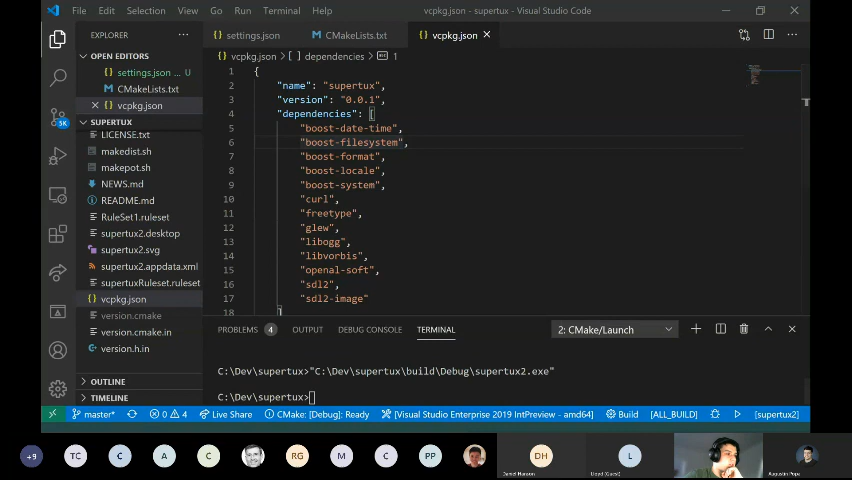 File Edit Selection View Go Run Terminal Help vcpkg.json - supertux - Visual Studio Code
EXPLORER
settings.json CMakeLists.txt vcpkg.json
OPEN EDITORS
settings.json ... U
CMakeLists.txt
vcpkg.json
SUPERTUX
LICENSE.txt
makedist.sh
makepot.sh
NEWS.md
README.md
RuleSet1.ruleset
supertux2.desktop
supertux2.svg
supertux2.appdata.xml
supertuxRuleset.ruleset
vcpkg.json
version.cmake
version.cmake.in
version.h.in
OUTLINE
TIMELINE
5K
vcpkg.json > [ ] dependencies > 1
1 {
2 "name": "supertux",
3 "version": "0.0.1",
4 "dependencies": [
5 "boost-date-time",
6 "boost-filesystem",
7 "boost-format",
8 "boost-locale",
9 "boost-system",
10 "curl",
11 "freetype",
12 "glew",
13 "libogg",
14 "libvorbis",
15 "openal-soft",
16 "sdl2",
17 "sdl2-image"
18 ]
PROBLEMS 4 OUTPUT DEBUG CONSOLE TERMINAL 2: CMake/Launch
C:\Dev\supertux>"C:\Dev\supertux\build\Debug\supertux2.exe"
C:\Dev\supertux>
master* 0 4 Live Share CMake: [Debug]: Ready [Visual Studio Enterprise 2019 IntPreview - amd64] Build [ALL_BUILD] [supertux2]
+9 TC C A C RG M C PP DH L
Daniel Hansons Lloyd (Guest) Augustin Popa